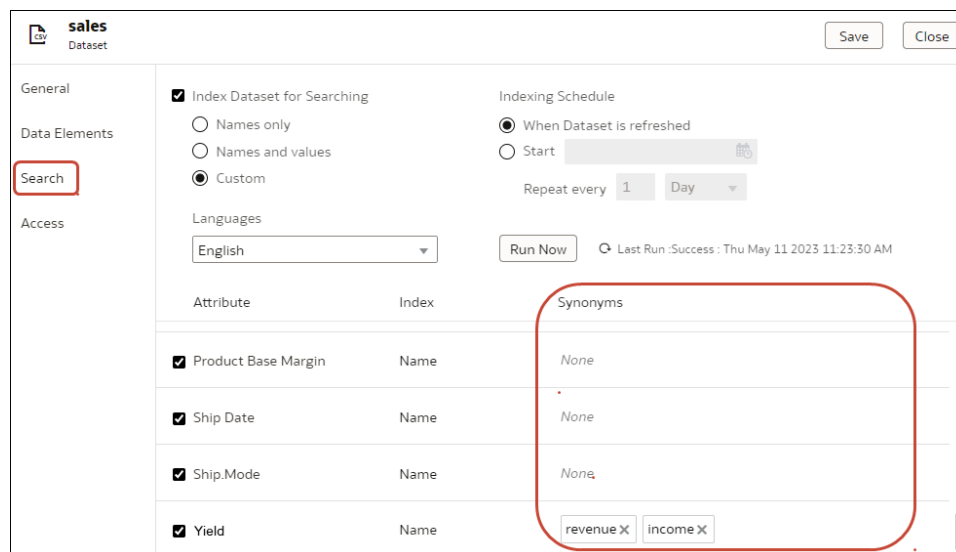 sales
CSV
Dataset
Save
Close
General
Data Elements
Search
Access
Index Dataset for Searching
Names only
Names and values
Custom
Languages
English
Indexing Schedule
When Dataset is refreshed
Start
Repeat every 1 Day
Run Now Last Run :Success : Thu May 11 2023 11:23:30 AM
Attribute Index Synonyms
Product Base Margin Name None
Ship Date Name None
Ship.Mode Name None
Yield Name revenue income